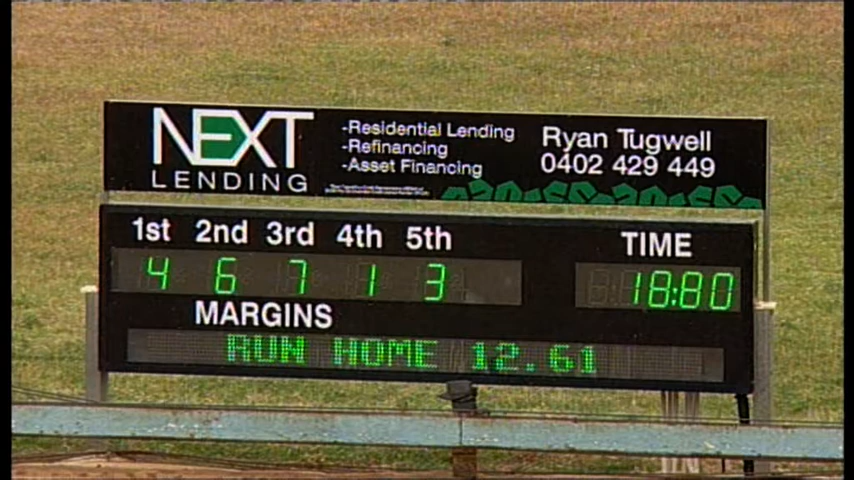 NEXT
LENDING
-Residential Lending
-Refinancing
-Asset Financing
Ryan Tugwell
0402 429 449
1st 2nd 3rd 4th 5th TIME
4 6 7 1 3 18:80
MARGINS
RUN HOME 12.61